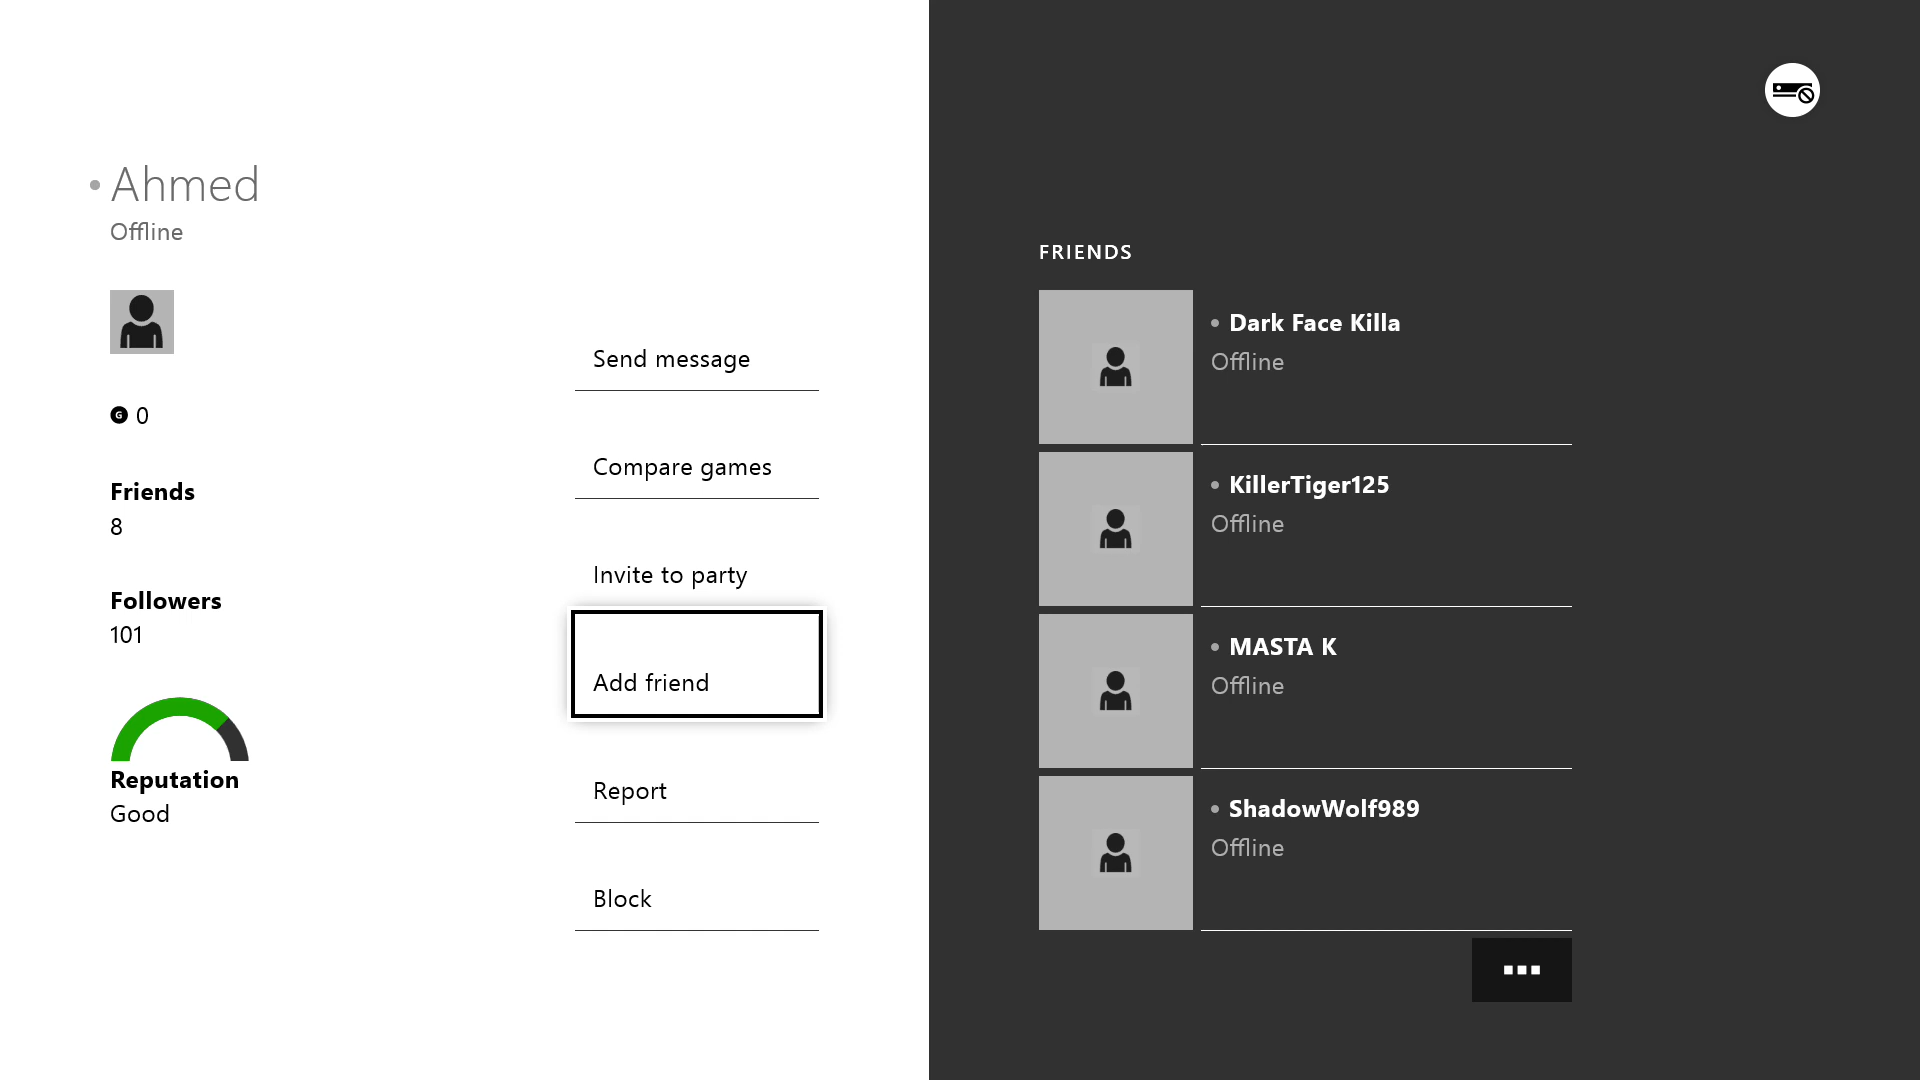 Ahmed
Offline
G 0
Friends
8
Followers
101
Reputation
Good
Send message
Compare games
Invite to party
Add friend
Report
Block
FRIENDS
Dark Face Killa
Offline
KillerTiger125
Offline
MASTA K
Offline
ShadowWolf989
Offline